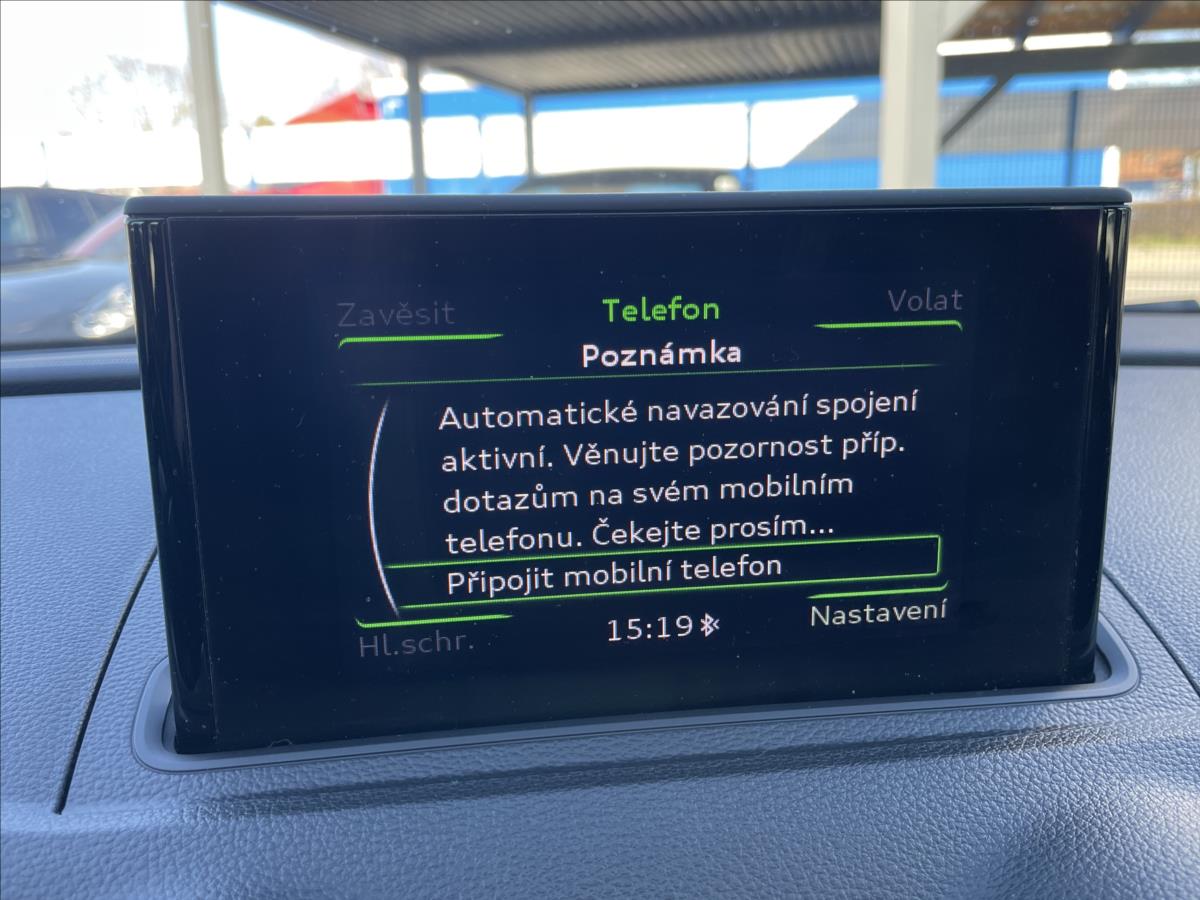 Zavěsit Telefon Volat
Poznámka
Automatické navazování spojení
aktivní. Věnujte pozornost příp.
dotazům na svém mobilním
telefonu. Čekejte prosím...
Připojit mobilní telefon
Hl.schr. 15:19 Nastavení